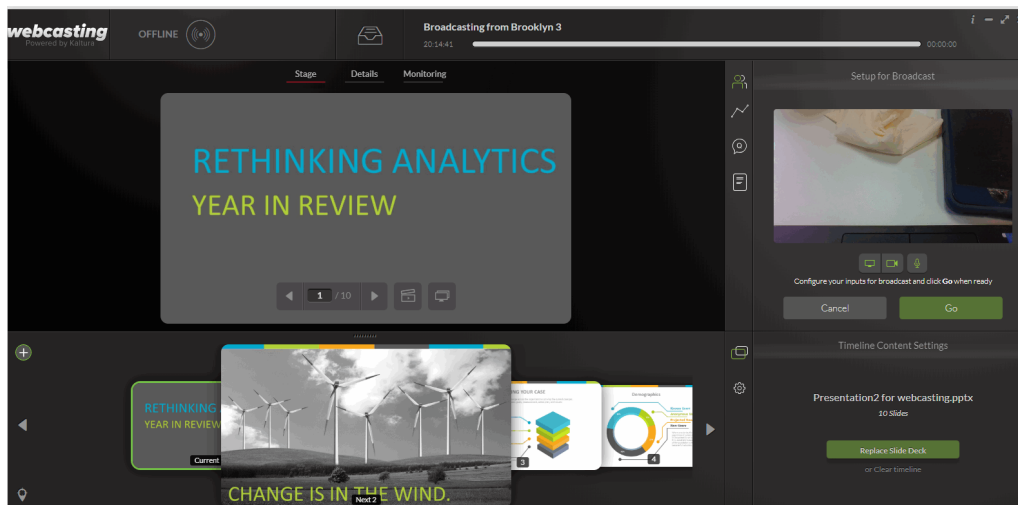 webcasting
Powered by Kaltura
OFFLINE
Broadcasting from Brooklyn 3
20:14:41
00:00:00
i
Stage Details Monitoring
RETHINKING ANALYTICS
YEAR IN REVIEW
1 / 10
Setup for Broadcast
Configure your inputs for broadcast and click Go when ready
Cancel Go
RETHINKING
YEAR IN REVIEW
Current
CHANGE IS IN THE WIND.
Next 2
YOUR CASE
3
Demographics
4
Timeline Content Settings
Presentation2 for webcasting.pptx
10 Slides
Replace Slide Deck
or Clear timeline